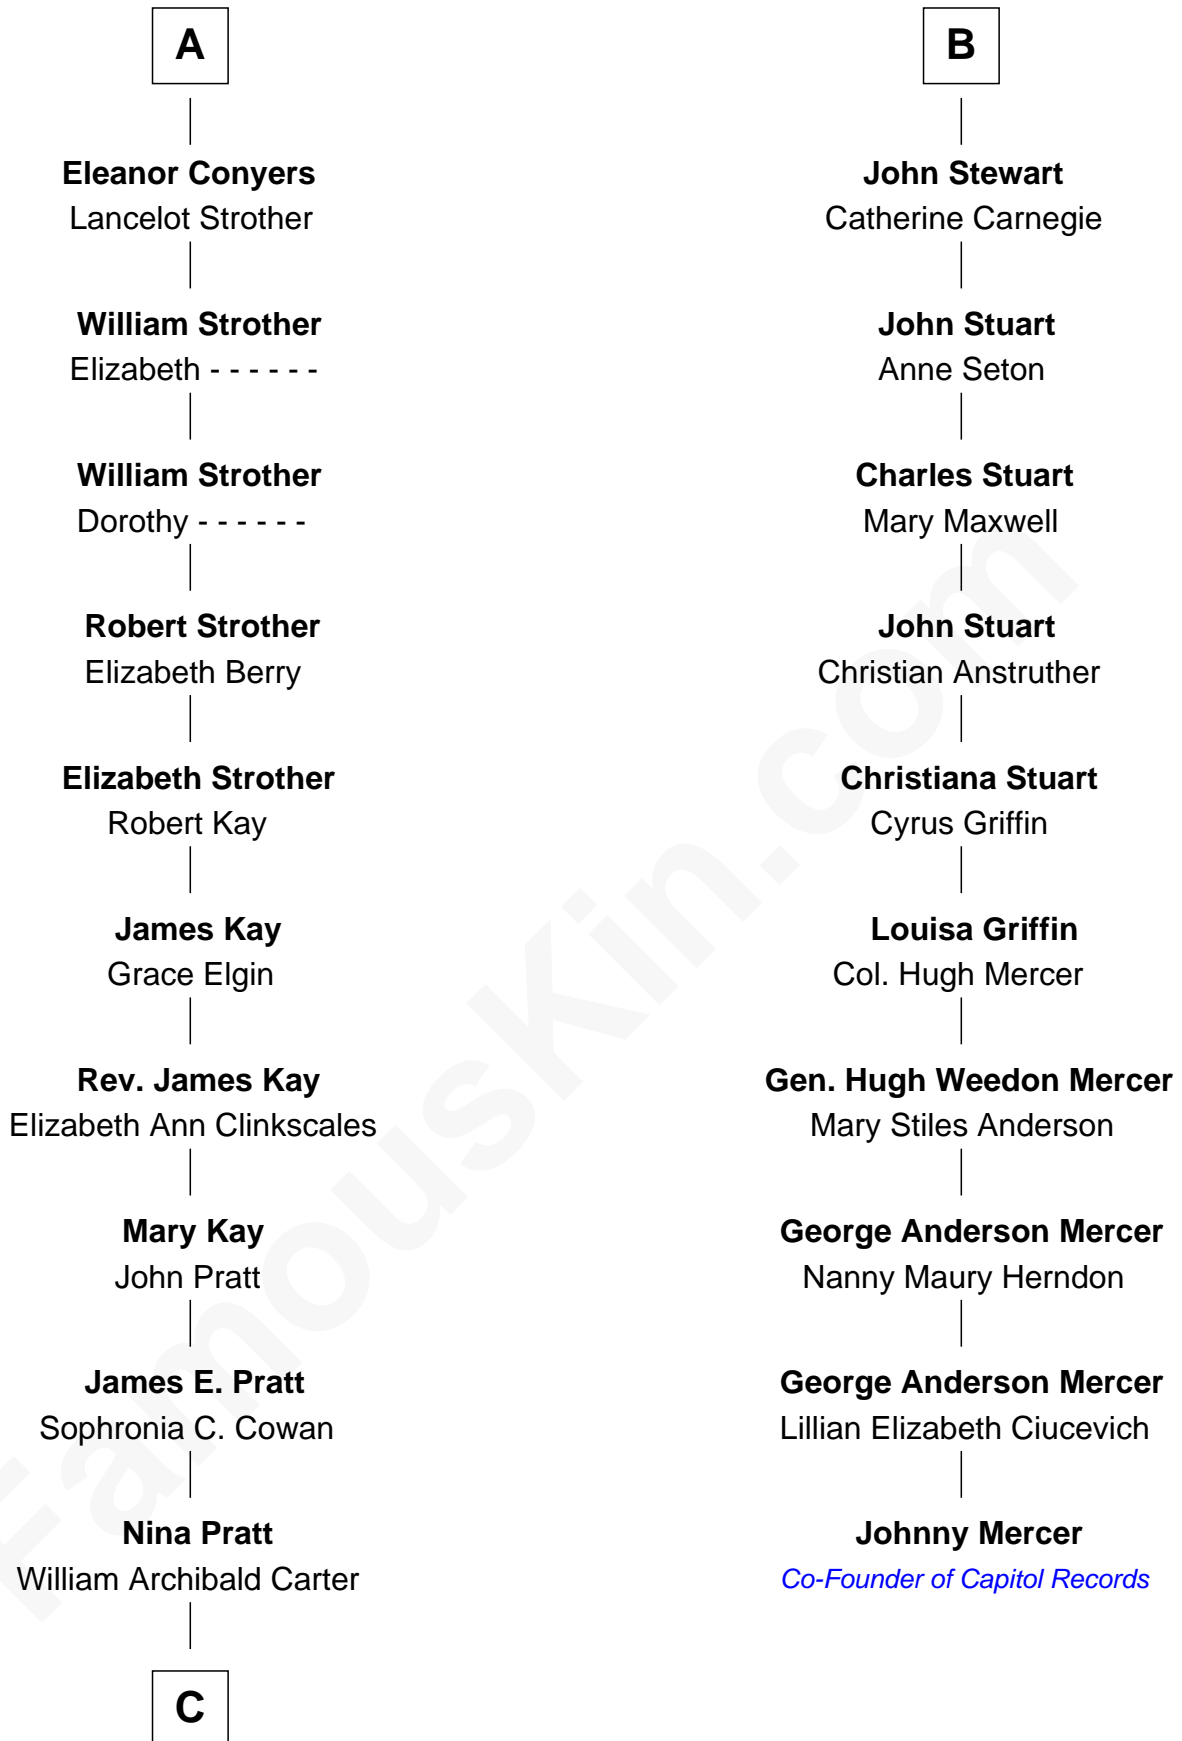 A
Eleanor Conyers
Lancelot Strother
William Strother
Elizabeth - - - - - -
William Strother
Dorothy - - - - - -
Robert Strother
Elizabeth Berry
Elizabeth Strother
Robert Kay
James Kay
Grace Elgin
Rev. James Kay
Elizabeth Ann Clinkscales
Mary Kay
John Pratt
James E. Pratt
Sophronia C. Cowan
Nina Pratt
William Archibald Carter
C
B
John Stewart
Catherine Carnegie
John Stuart
Anne Seton
Charles Stuart
Mary Maxwell
John Stuart
Christian Anstruther
Christiana Stuart
Cyrus Griffin
Louisa Griffin
Col. Hugh Mercer
Gen. Hugh Weedon Mercer
Mary Stiles Anderson
George Anderson Mercer
Nanny Maury Herndon
George Anderson Mercer
Lillian Elizabeth Ciucevich
Johnny Mercer
Co-Founder of Capitol Records
FamousKin.com